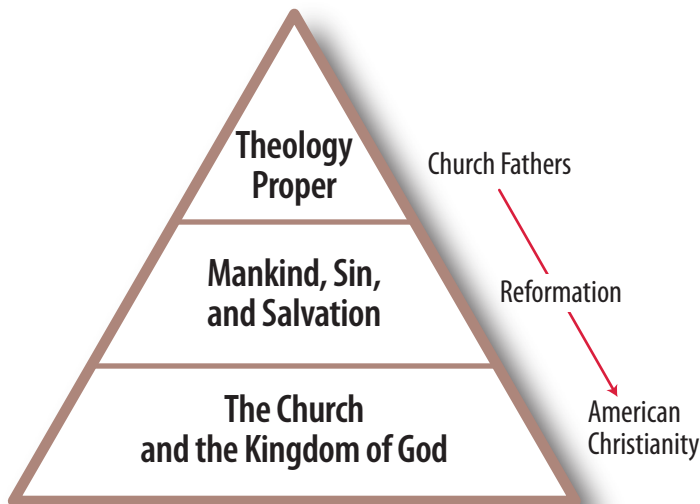 Theology
Proper
Church Fathers
Mankind, Sin,
and Salvation
Reformation
The Church
and the Kingdom of God
American
Christianity